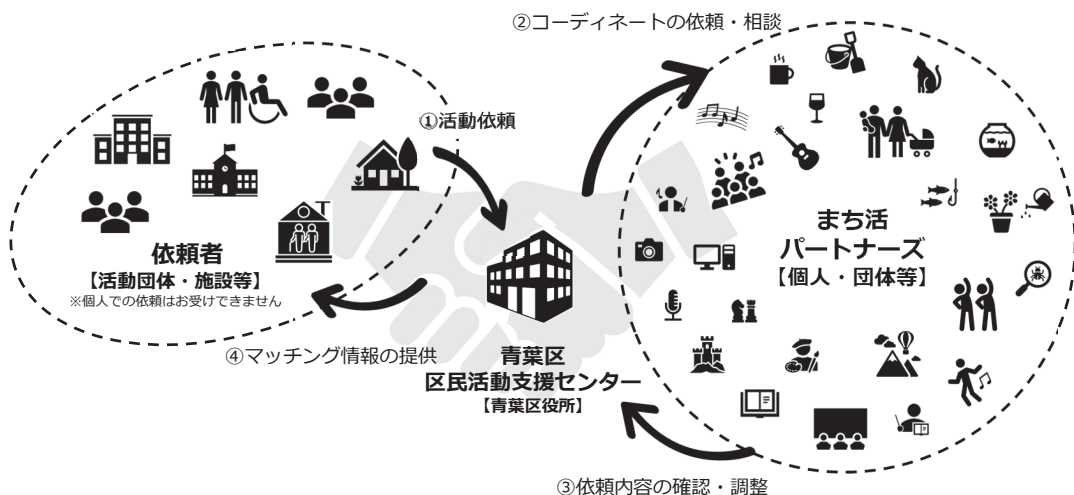 ②コーディネートの依頼・相談
①活動依頼
依頼者
【活動団体・施設等】
※個人での依頼はお受けできません
まち活
パートナーズ
【個人・団体等】
④マッチング情報の提供
青葉区
区民活動支援センター
【青葉区役所】
③依頼内容の確認・調整